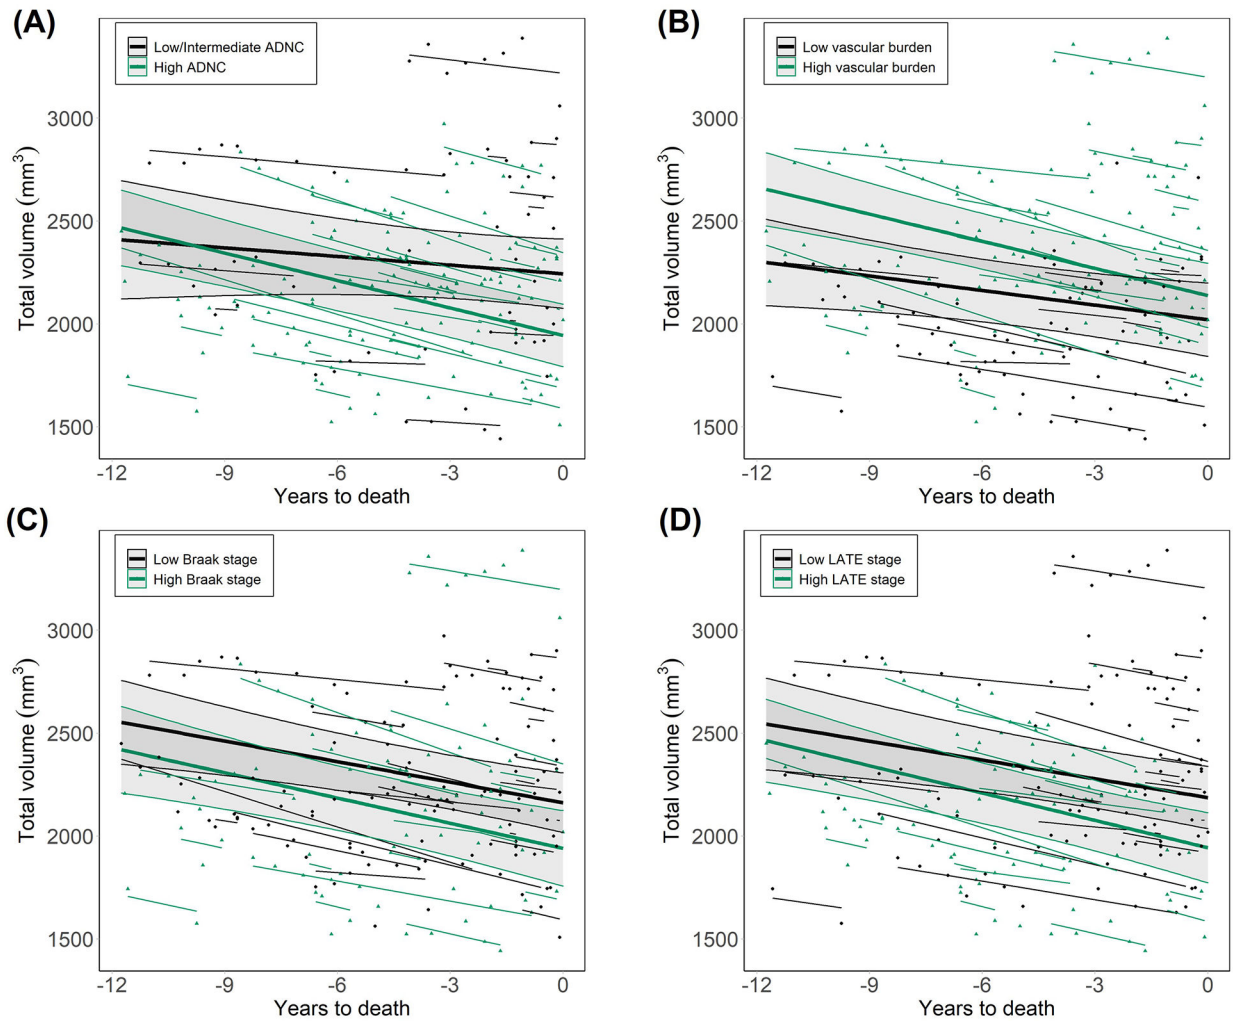 (A)
Low/Intermediate ADNC
High ADNC
Total volume (mm³)
3000
2500
2000
1500
-12 -9 -6 -3 0
Years to death
(B)
Low vascular burden
High vascular burden
Total volume (mm³)
3000
2500
2000
1500
-12 -9 -6 -3 0
Years to death
(C)
Low Braak stage
High Braak stage
Total volume (mm³)
3000
2500
2000
1500
-12 -9 -6 -3 0
Years to death
(D)
Low LATE stage
High LATE stage
Total volume (mm³)
3000
2500
2000
1500
-12 -9 -6 -3 0
Years to death